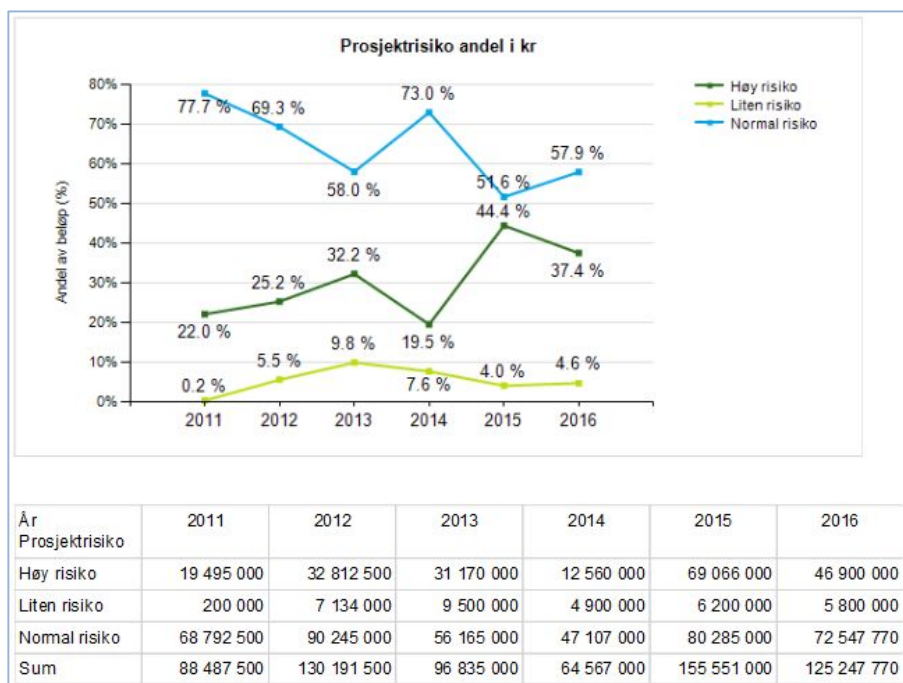 Prosjektrisiko andel i kr
Høy risiko
Liten risiko
Normal risiko
Andel av beløp (%)
80%
70%
60%
50%
40%
30%
20%
10%
0%
77.7 %
69.3 %
58.0 %
73.0 %
51.6 %
57.9 %
22.0 %
25.2 %
32.2 %
19.5 %
44.4 %
37.4 %
0.2 %
5.5 %
9.8 %
7.6 %
4.0 %
4.6 %
2011 2012 2013 2014 2015 2016
År Prosjektrisiko 2011 2012 2013 2014 2015 2016
Høy risiko 19 495 000 32 812 500 31 170 000 12 560 000 69 066 000 46 900 000
Liten risiko 200 000 7 134 000 9 500 000 4 900 000 6 200 000 5 800 000
Normal risiko 68 792 500 90 245 000 56 165 000 47 107 000 80 285 000 72 547 770
Sum 88 487 500 130 191 500 96 835 000 64 567 000 155 551 000 125 247 770